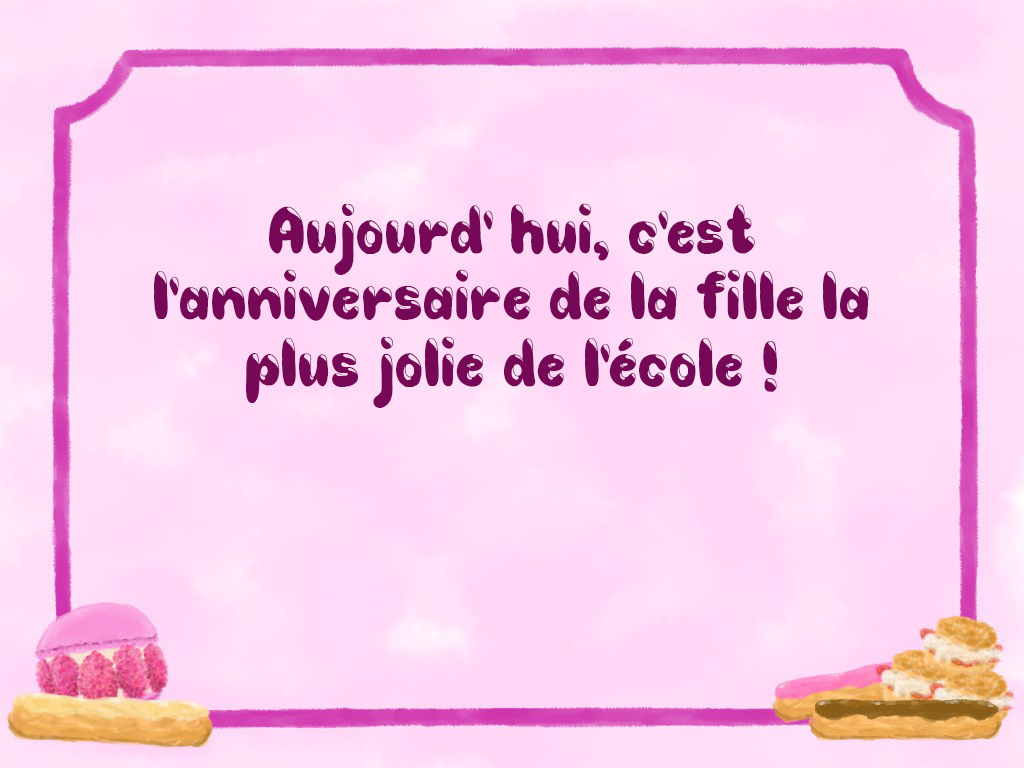 Aujourd' hui, c'est
l'anniversaire de la fille la
plus jolie de l'école !